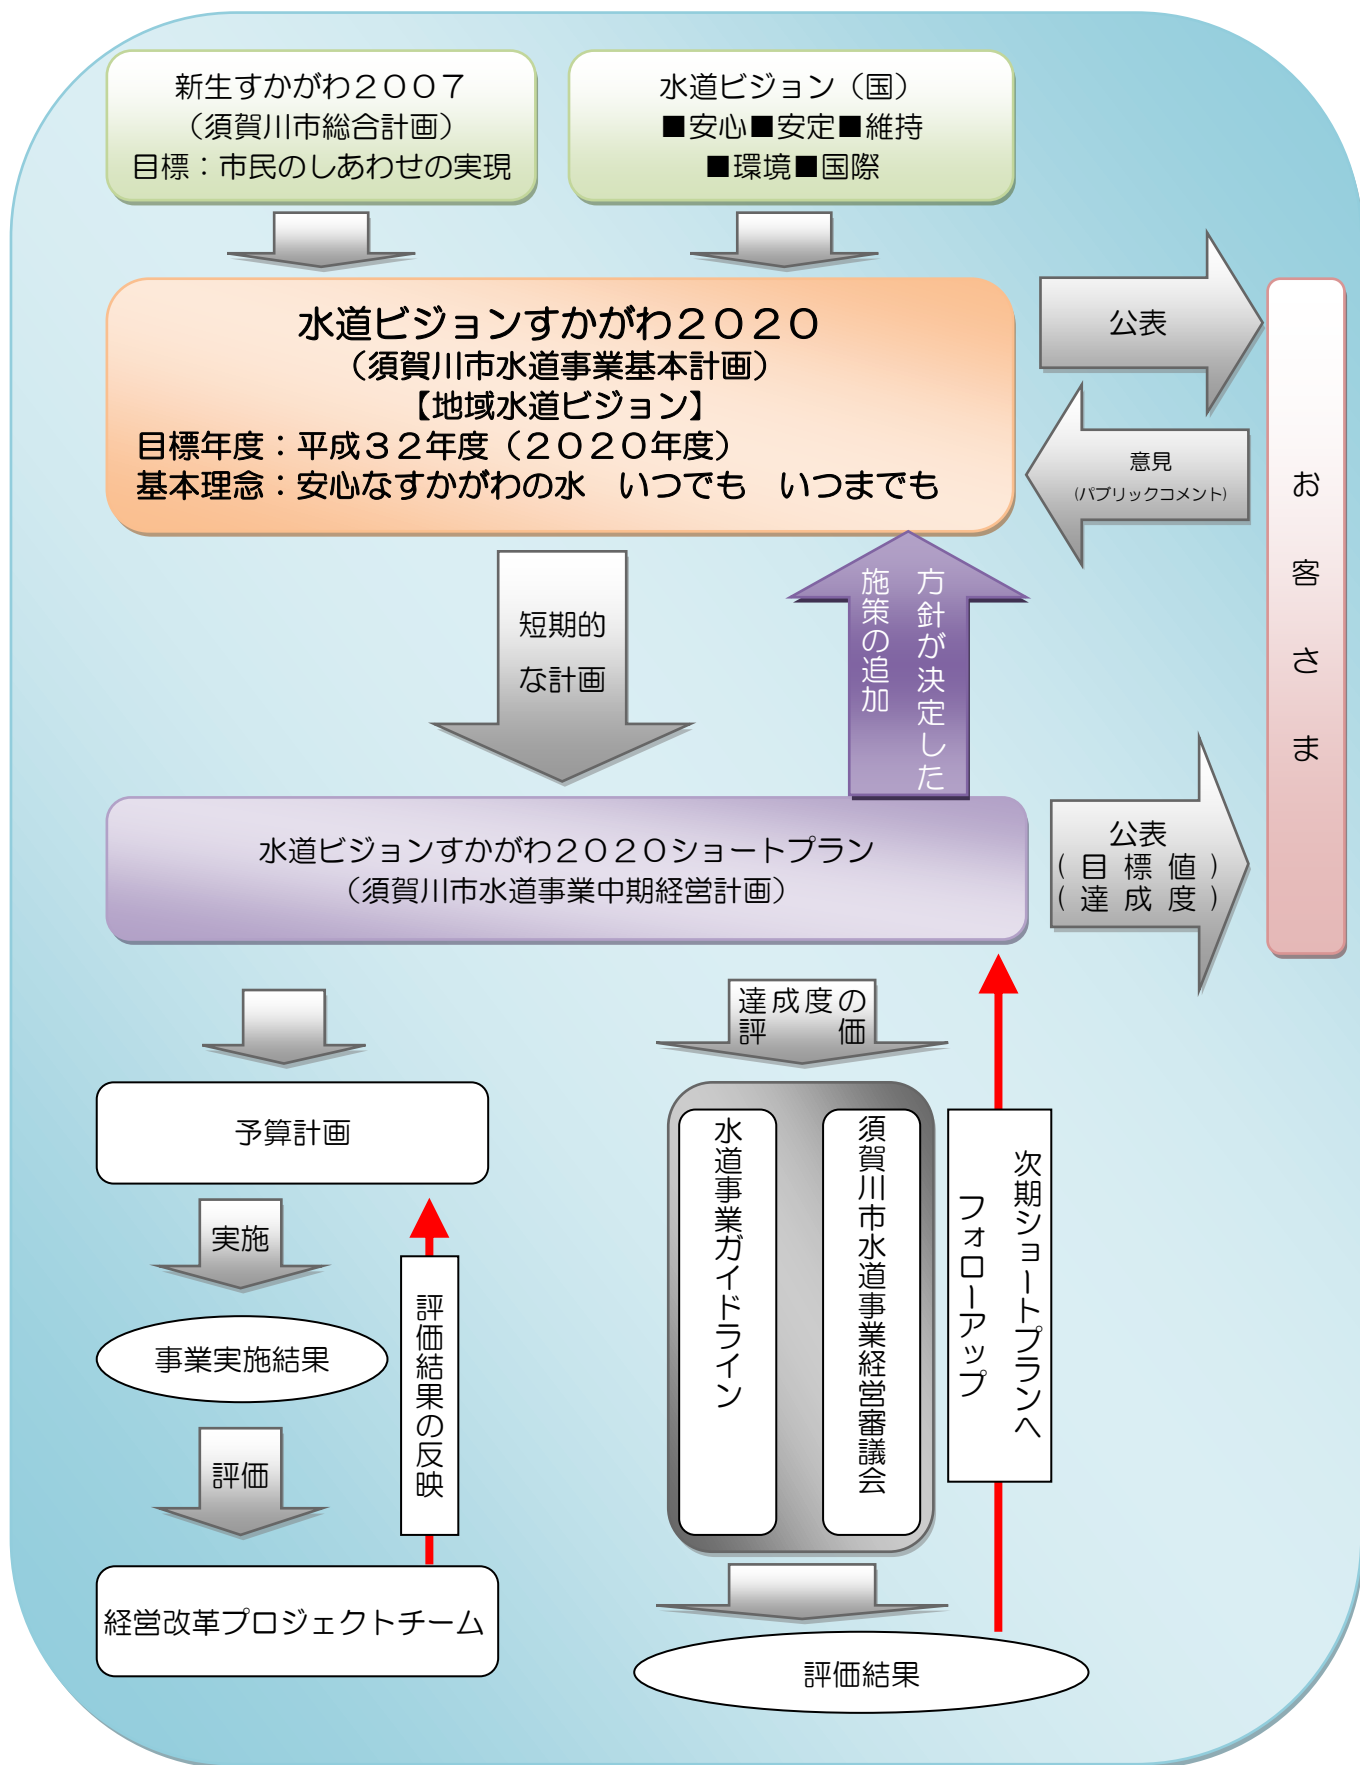 新生すかがわ２００７
（須賀川市総合計画）
目標：市民のしあわせの実現
水道ビジョン（国）
■安心■安定■維持
■環境■国際
水道ビジョンすかがわ２０２０
（須賀川市水道事業基本計画）
【地域水道ビジョン】
目標年度：平成３２年度（２０２０年度）
基本理念：安心なすかがわの水　いつでも　いつまでも
公表
意見
(パブリックコメント)
お客さま
短期的
な計画
方針が決定した
施策の追加
水道ビジョンすかがわ２０２０ショートプラン
（須賀川市水道事業中期経営計画）
公表
(目標値)
(達成度)
達成度の
評　　価
予算計画
実施
事業実施結果
評価
経営改革プロジェクトチーム
評価結果の反映
水道事業ガイドライン
須賀川市水道事業経営審議会
次期ショートプランへ
フォローアップ
評価結果